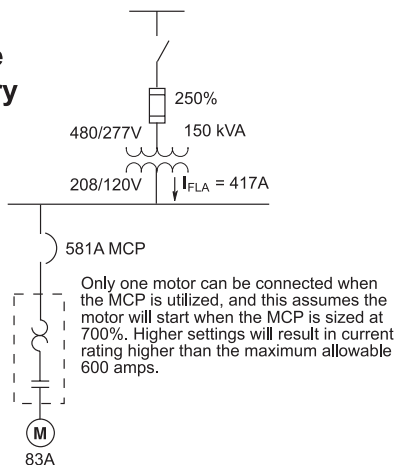 e
ry
250%
480/277V 150 kVA
208/120V I FLA = 417A
581A MCP
Only one motor can be connected when
the MCP is utilized, and this assumes the
motor will start when the MCP is sized at
700%. Higher settings will result in current
rating higher than the maximum allowable
600 amps.
M
83A